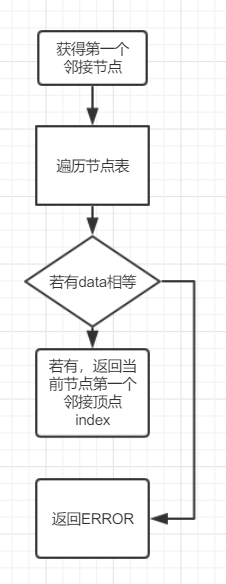 获得第一个
邻接节点
遍历节点表
若有data相等
若有，返回当
前节点第一个
邻接顶点
index
返回ERROR